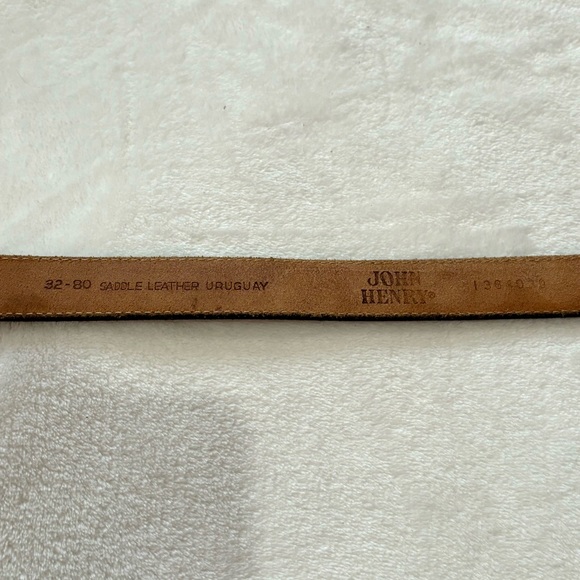 32-80 SADDLE LEATHER URUGUAY
JOHN
HENRY®